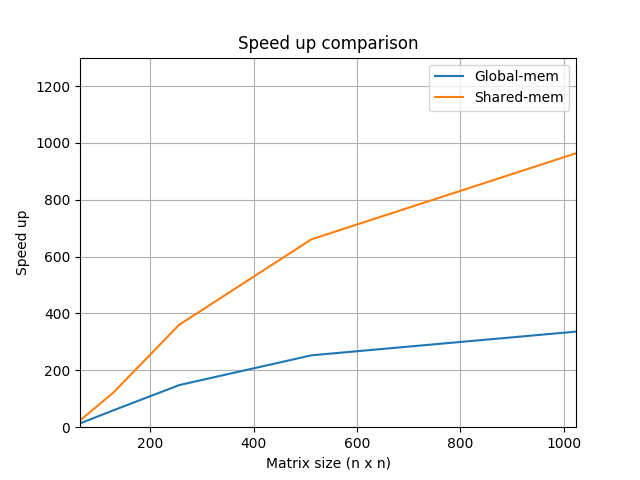 Speed up comparison
Global-mem
Shared-mem
1200
1000
800
600
400
200
0
Speed up
200 400 600 800 1000
Matrix size (n x n)